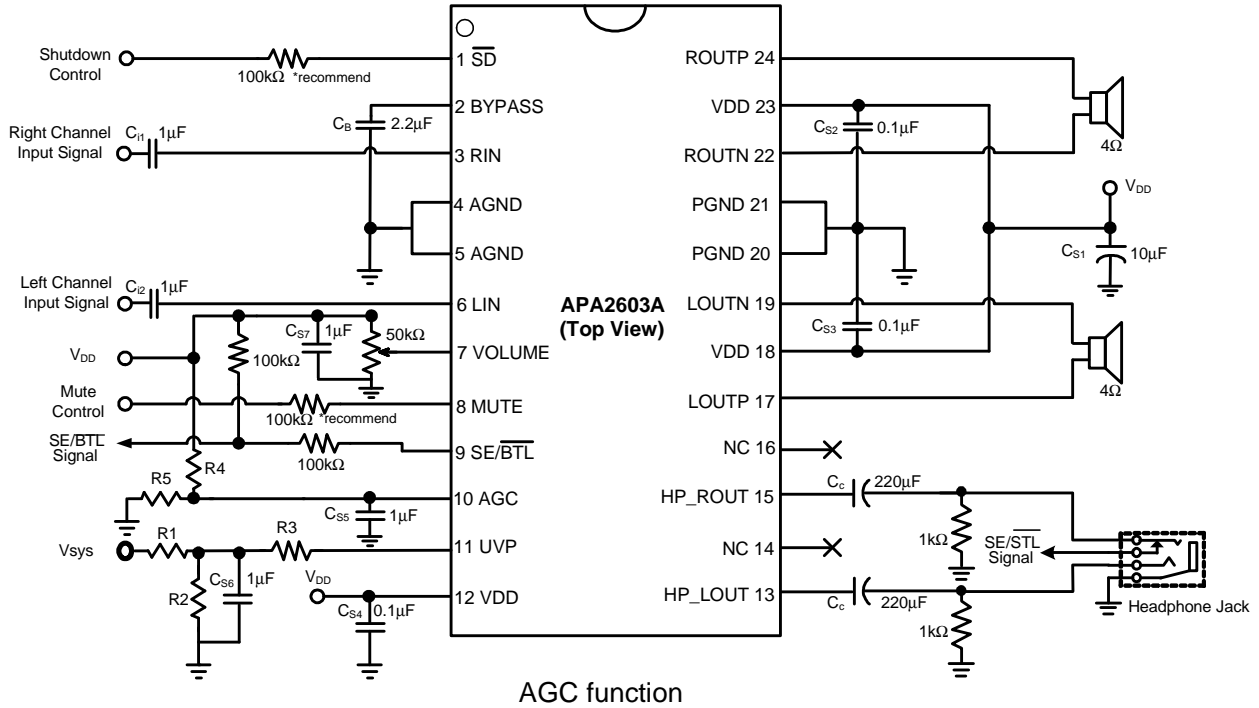 Shutdown
Control
100kΩ *recommend
1 SD
2 BYPASS
CB 2.2µF
Right Channel
Input Signal
Ci1 1µF
3 RIN
4 AGND
5 AGND
Left Channel
Input Signal
Ci2 1µF
6 LIN
VDD
100kΩ
CS7 1µF
50kΩ
7 VOLUME
Mute
Control
100kΩ *recommend
8 MUTE
SE/BTL
Signal
100kΩ
9 SE/BTL
R4
R5
10 AGC
CS5 1µF
Vsys
R1
R3
11 UVP
R2
CS6 1µF
VDD
CS4 0.1µF
12 VDD
APA2603A
(Top View)
ROUTP 24
VDD 23
CS2 0.1µF
ROUTN 22
4Ω
PGND 21
PGND 20
VDD
CS1 10µF
LOUTN 19
CS3 0.1µF
VDD 18
LOUTP 17
4Ω
NC 16
HP_ROUT 15
Cc 220µF
1kΩ
NC 14
SE/STL
Signal
HP_LOUT 13
Cc 220µF
1kΩ
Headphone Jack
AGC function